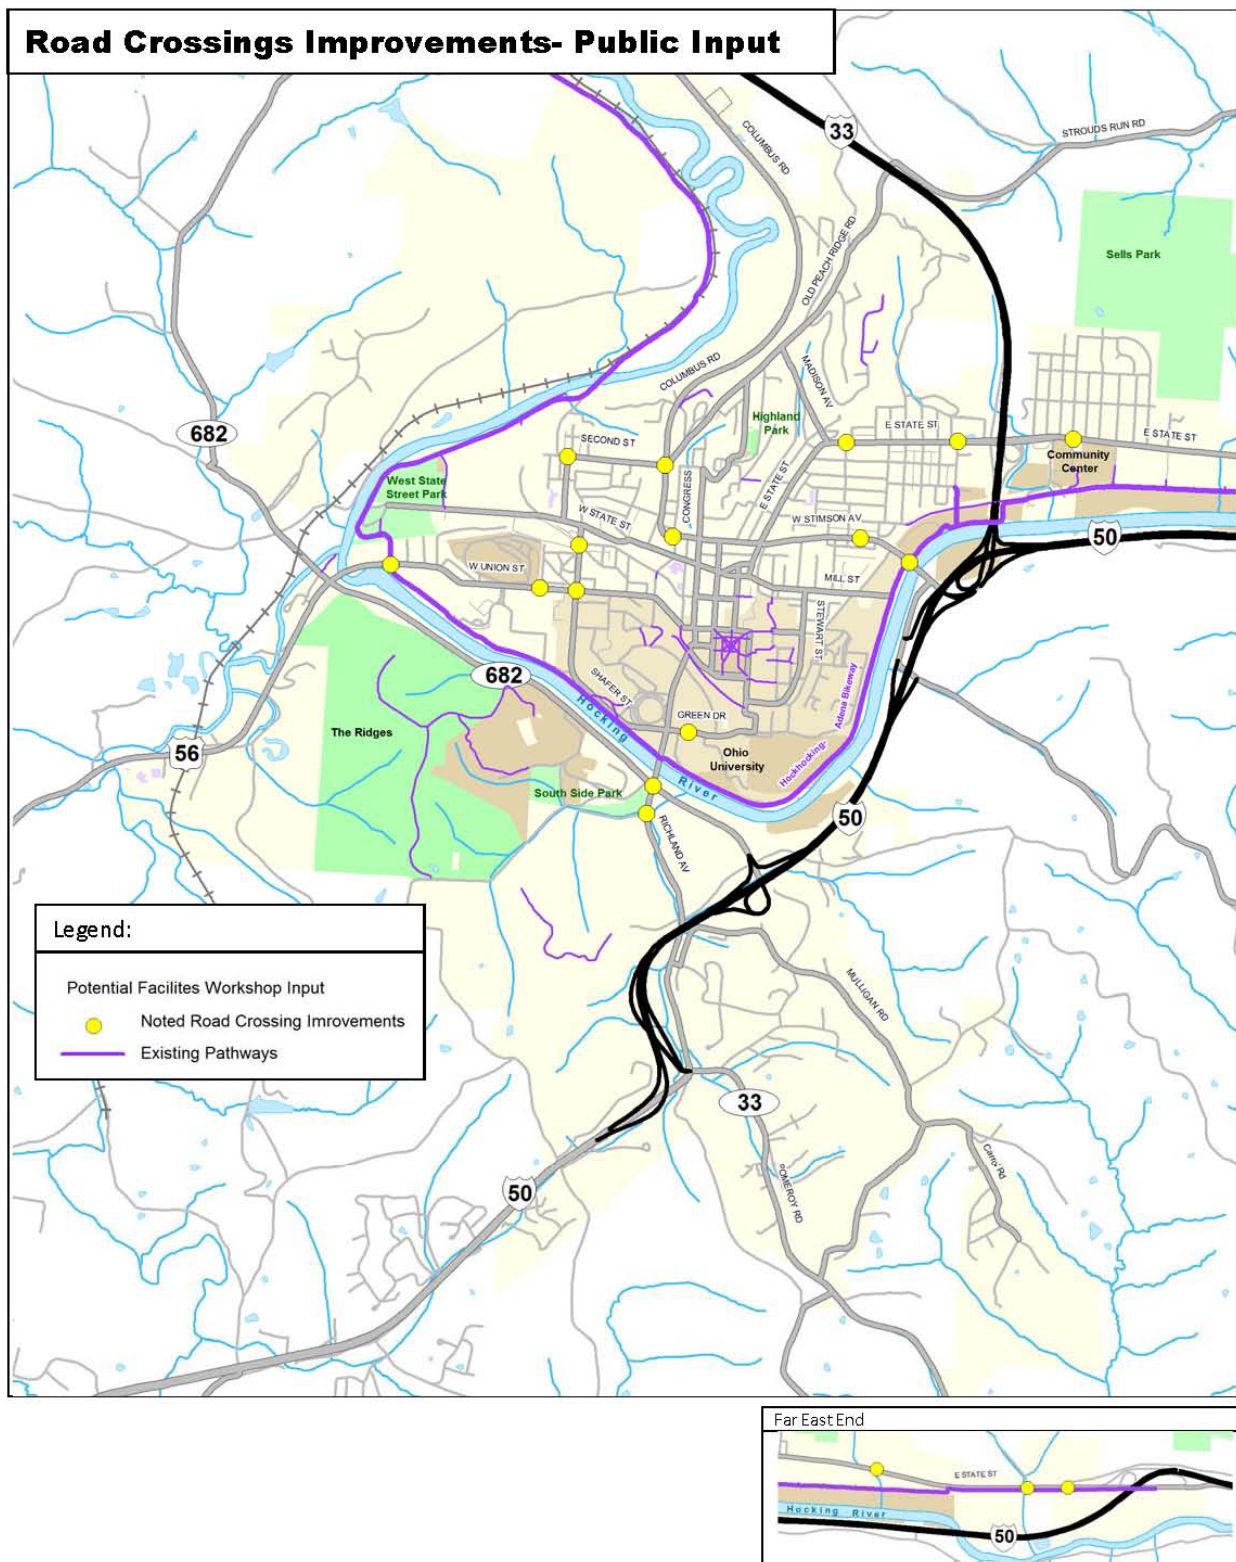 Road Crossings Improvements- Public Input
33
COLUMBUS RD
STROUDS RUN RD
OLD PEACH RIDGE RD
Sells Park
COLUMBUS RD
MADISON AV
682
Highland
Park
SECOND ST
E STATE ST
E STATE ST
Community
Center
West State
Street Park
CONGRESS
E STATE ST
W STATE ST
W STIMSON AV
50
W UNION ST
MILL ST
STEWART ST
682
SHAFER ST
Hocking
River
GREEN DR
Hockhocking-
Adena Bikeway
The Ridges
56
Ohio
University
South Side Park
50
RICHLAND AV
Legend:
Potential Facilites Workshop Input
Noted Road Crossing Imrovements
Existing Pathways
MULLIGAN RD
33
Carrol Rd
50
POMEROY RD
Far East End
E STATE ST
Hocking River
50